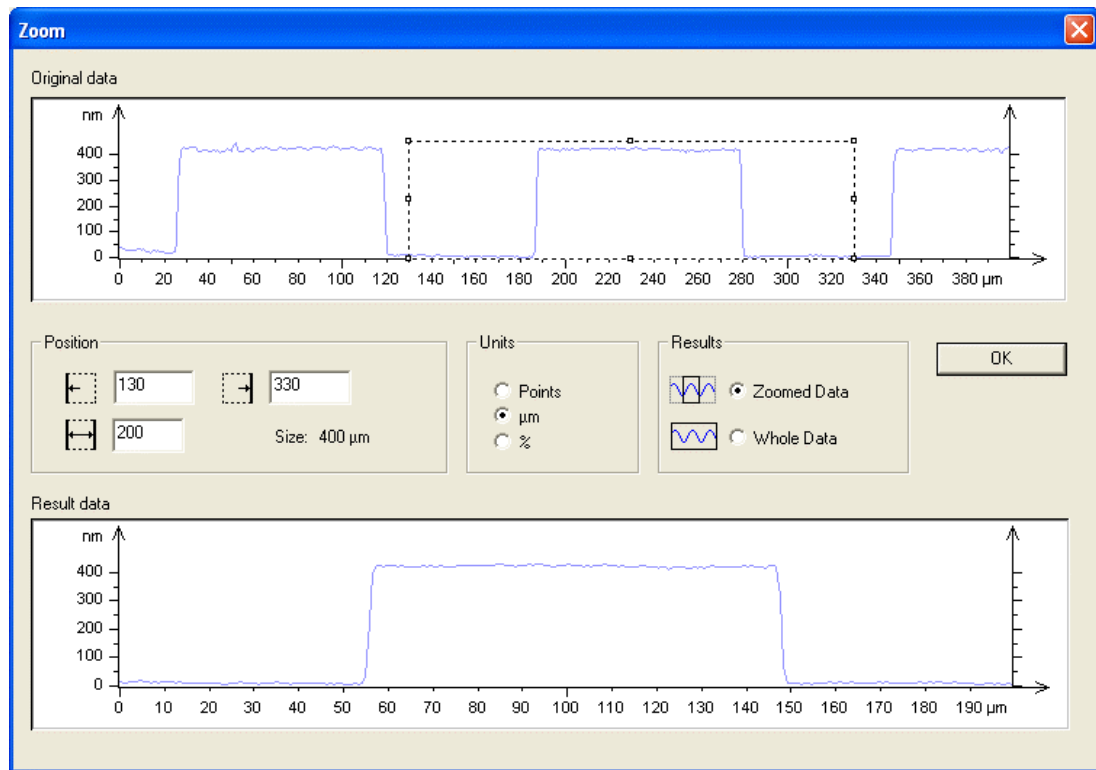 Zoom
Original data
nm
400
300
200
100
0
0 20 40 60 80 100 120 140 160 180 200 220 240 260 280 300 320 340 360 380 µm
Position
130 330
200 Size: 400 µm
Units
Points
µm
%
Results
Zoomed Data
Whole Data
OK
Result data
nm
400
300
200
100
0
0 10 20 30 40 50 60 70 80 90 100 110 120 130 140 150 160 170 180 190 µm